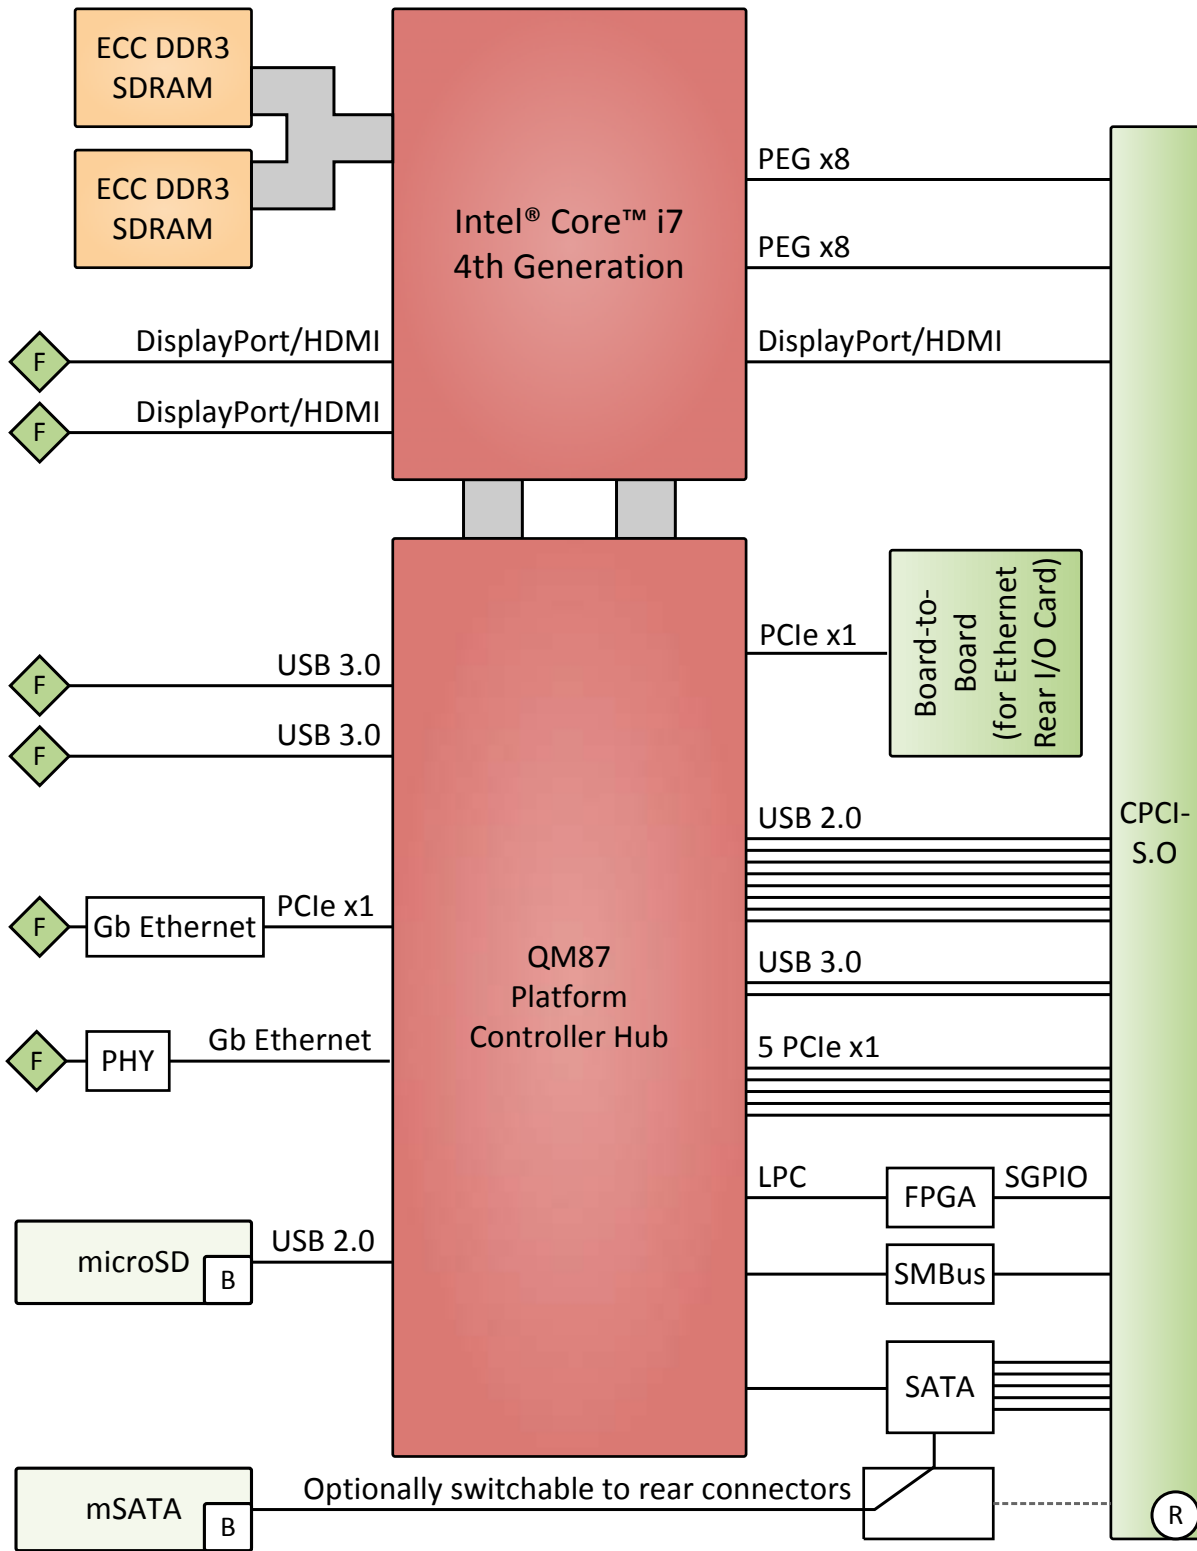 ECC DDR3
SDRAM
ECC DDR3
SDRAM
Intel® Core™ i7
4th Generation
PEG x8
PEG x8
DisplayPort/HDMI
F
DisplayPort/HDMI
F
DisplayPort/HDMI
QM87
Platform
Controller Hub
F
USB 3.0
F
USB 3.0
F
Gb Ethernet
PCIe x1
F
PHY
Gb Ethernet
microSD
B
USB 2.0
mSATA
B
Optionally switchable to rear connectors
PCIe x1
Board-to-
Board
(for Ethernet
Rear I/O Card)
USB 2.0
USB 3.0
5 PCIe x1
LPC
FPGA
SGPIO
SMBus
SATA
CPCI-
S.O
R